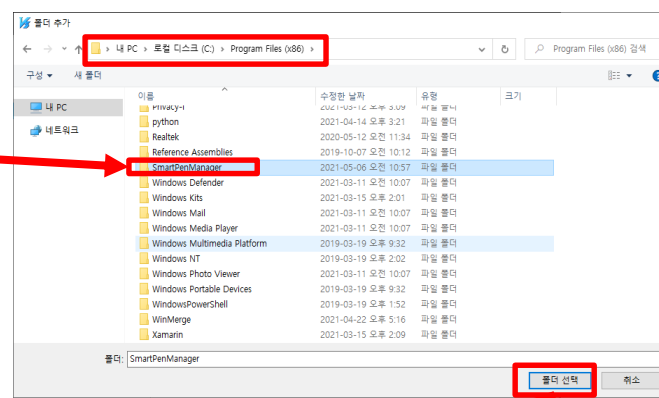 폴더 추가
내 PC › 로컬 디스크 (C:) › Program Files (x86) ›
Program Files (x86) 검색
구성 새 폴더
이름 수정한 날짜 유형 크기
내 PC
네트워크
Privacy-i 2021-03-12 오후 3:09 파일 폴더
python 2021-04-14 오후 3:21 파일 폴더
Realtek 2020-05-12 오전 11:34 파일 폴더
Reference Assemblies 2019-10-07 오전 10:12 파일 폴더
SmartPenManager 2021-05-06 오전 10:57 파일 폴더
Windows Defender 2021-03-11 오전 10:07 파일 폴더
Windows Kits 2021-03-15 오후 2:01 파일 폴더
Windows Mail 2021-03-11 오전 10:07 파일 폴더
Windows Media Player 2021-03-11 오전 10:07 파일 폴더
Windows Multimedia Platform 2019-03-19 오후 9:32 파일 폴더
Windows NT 2019-03-19 오후 2:02 파일 폴더
Windows Photo Viewer 2021-03-11 오전 10:07 파일 폴더
Windows Portable Devices 2019-03-19 오후 9:32 파일 폴더
WindowsPowerShell 2019-03-19 오후 1:52 파일 폴더
WinMerge 2021-04-22 오후 5:16 파일 폴더
Xamarin 2021-03-15 오후 2:09 파일 폴더
폴더: SmartPenManager
폴더 선택 취소